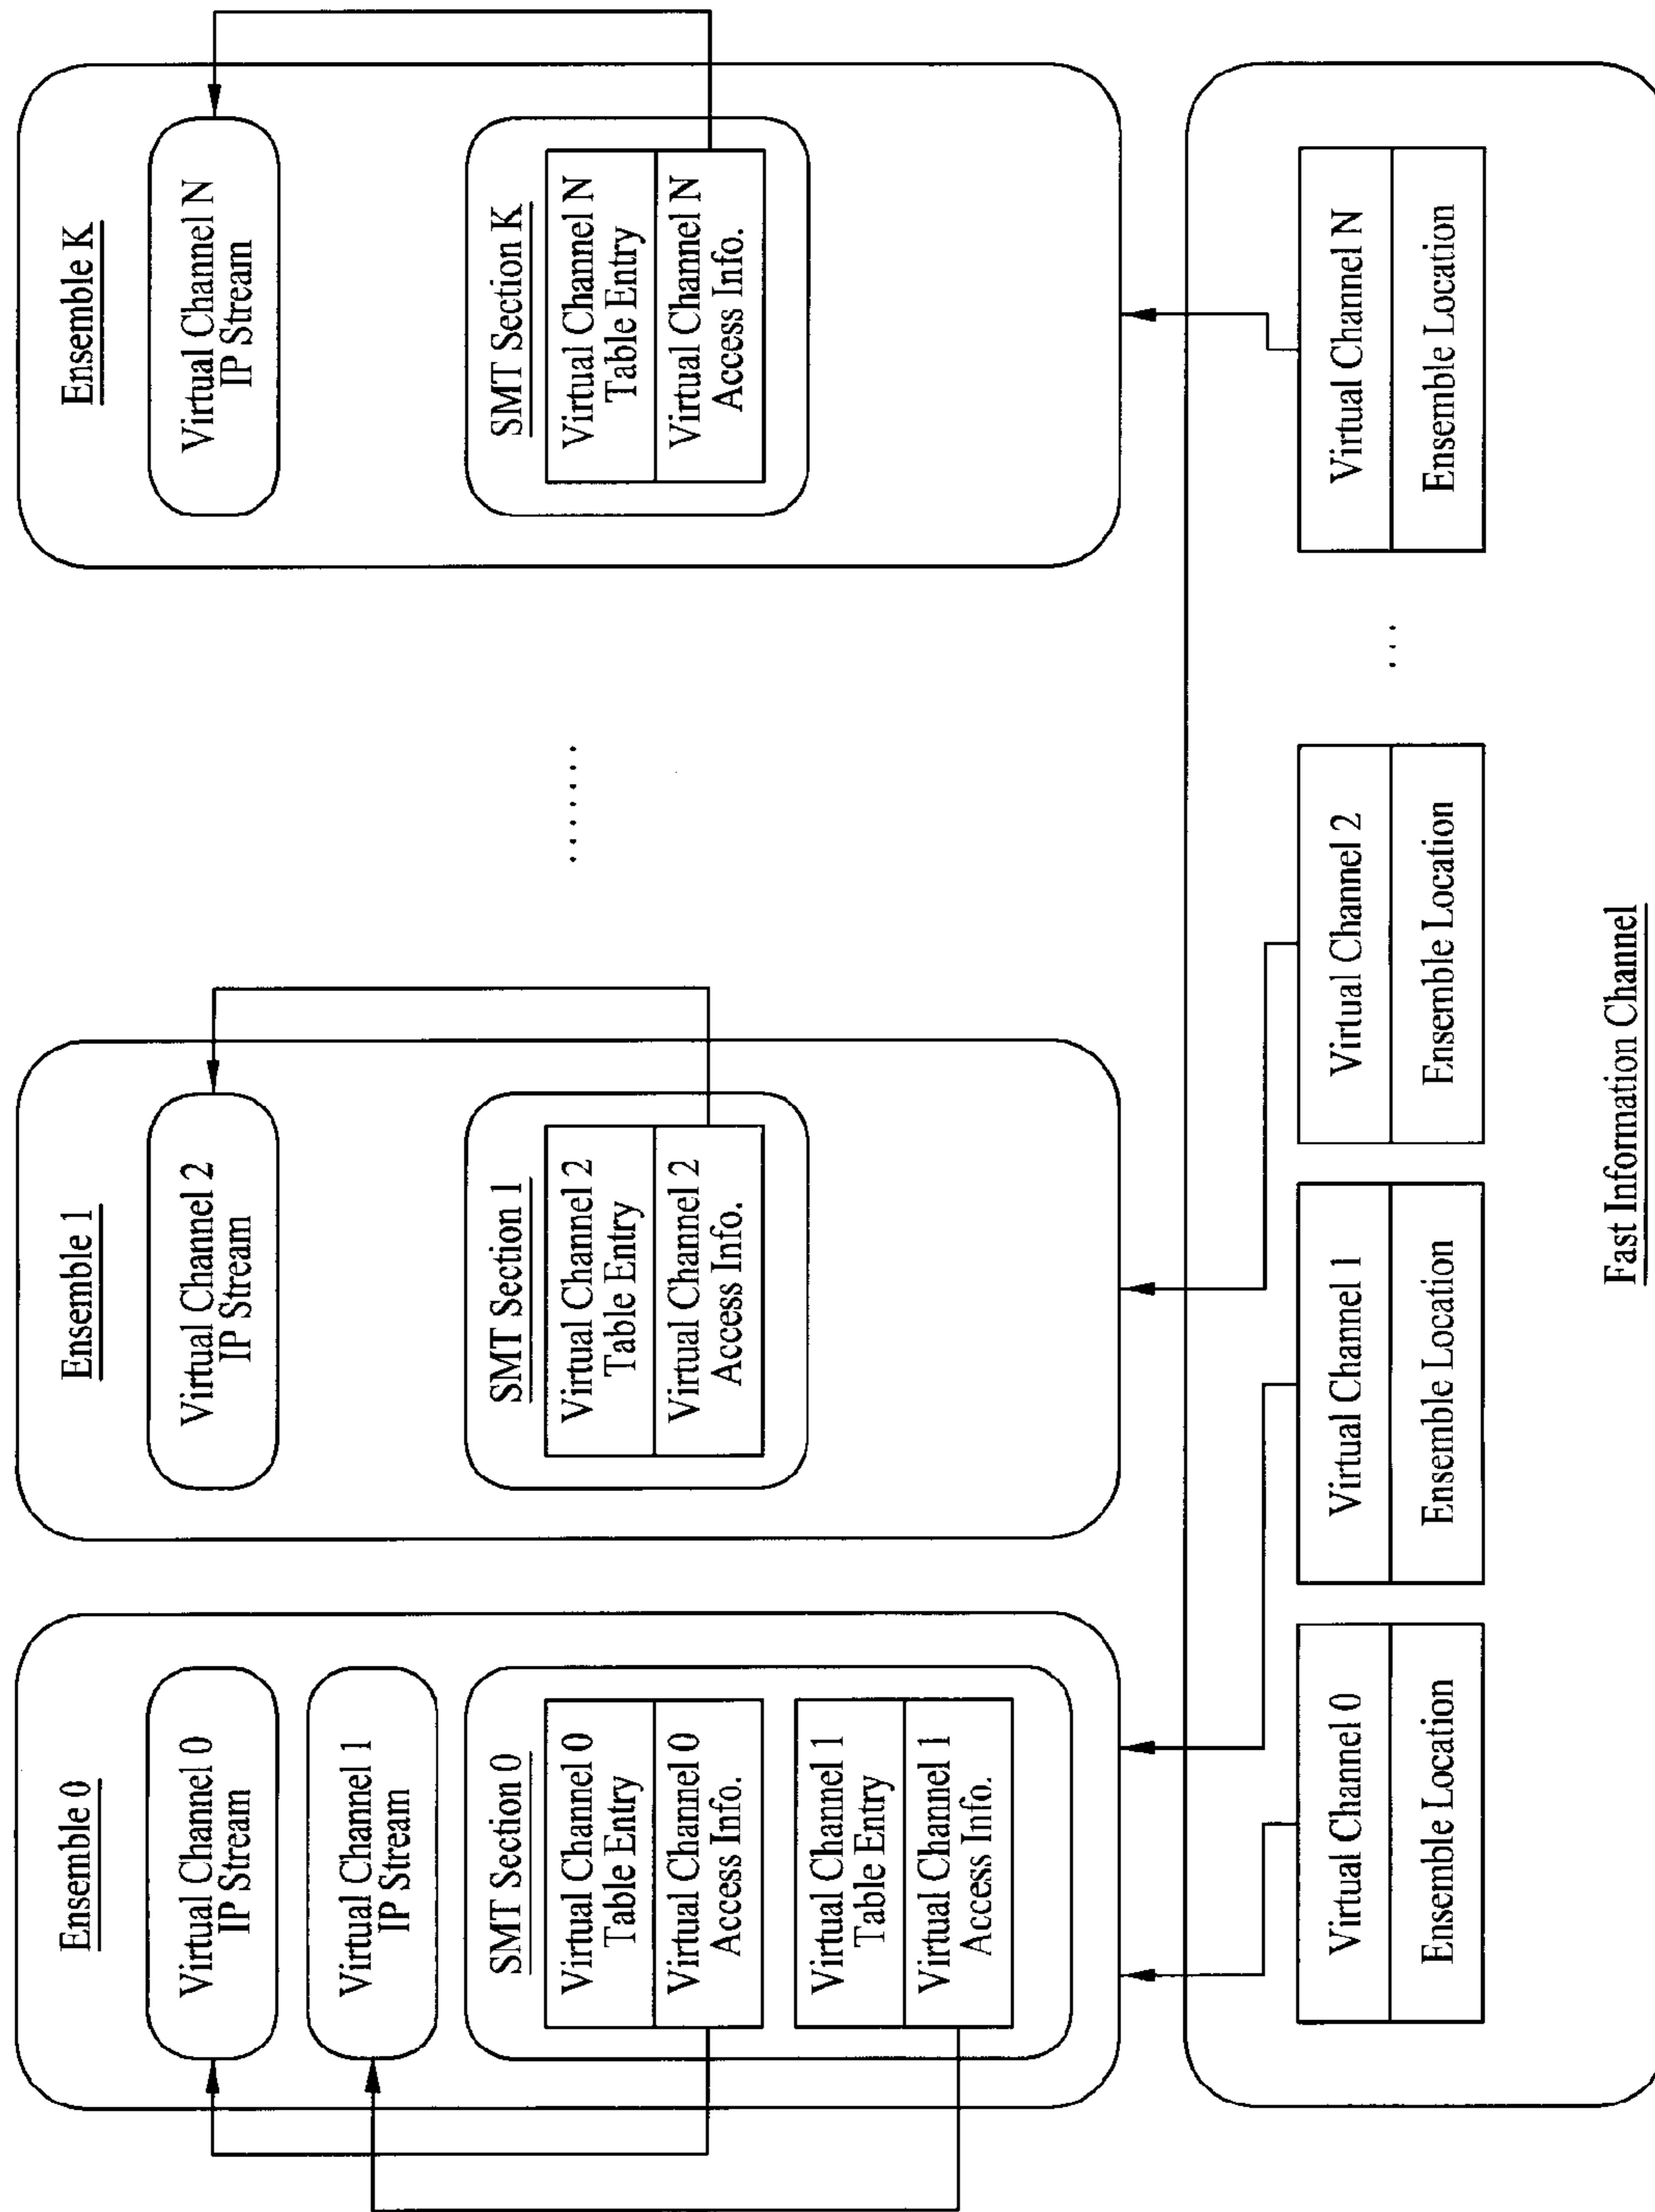 Ensemble 0
Virtual Channel 0
IP Stream
Virtual Channel 1
IP Stream
SMT Section 0
Virtual Channel 0
Table Entry
Virtual Channel 0
Access Info.
Virtual Channel 1
Table Entry
Virtual Channel 1
Access Info.
Ensemble 1
Virtual Channel 2
IP Stream
SMT Section 1
Virtual Channel 2
Table Entry
Virtual Channel 2
Access Info.
.......
Ensemble K
Virtual Channel N
IP Stream
SMT Section K
Virtual Channel N
Table Entry
Virtual Channel N
Access Info.
Virtual Channel 0
Ensemble Location
Virtual Channel 1
Ensemble Location
Virtual Channel 2
Ensemble Location
...
Virtual Channel N
Ensemble Location
Fast Information Channel